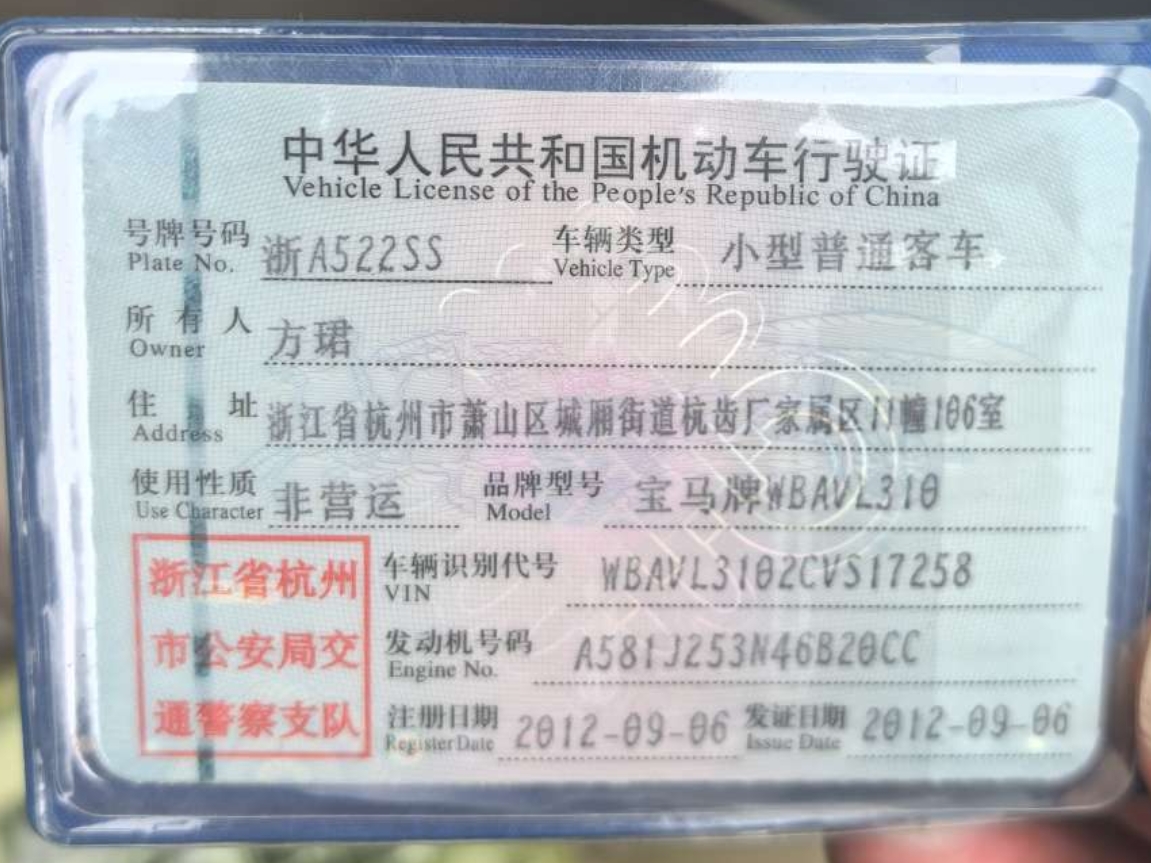 中华人民共和国机动车行驶证
Vehicle License of the People's Republic of China
号牌号码 浙A522SS 车辆类型 小型普通客车
Plate No. Vehicle Type
所有人 方珺
Owner
住址 浙江省杭州市萧山区城厢街道杭齿厂家属区11幢106室
Address
使用性质 非营运 品牌型号 宝马牌WBAVL310
Use Character Model
浙江省杭州 车辆识别代号 WBAVL3102CVS17258
VIN
市公安局交 发动机号码 A581J253N46B20CC
Engine No.
通警察支队 注册日期 2012-09-06 发证日期 2012-09-06
Register Date Issue Date